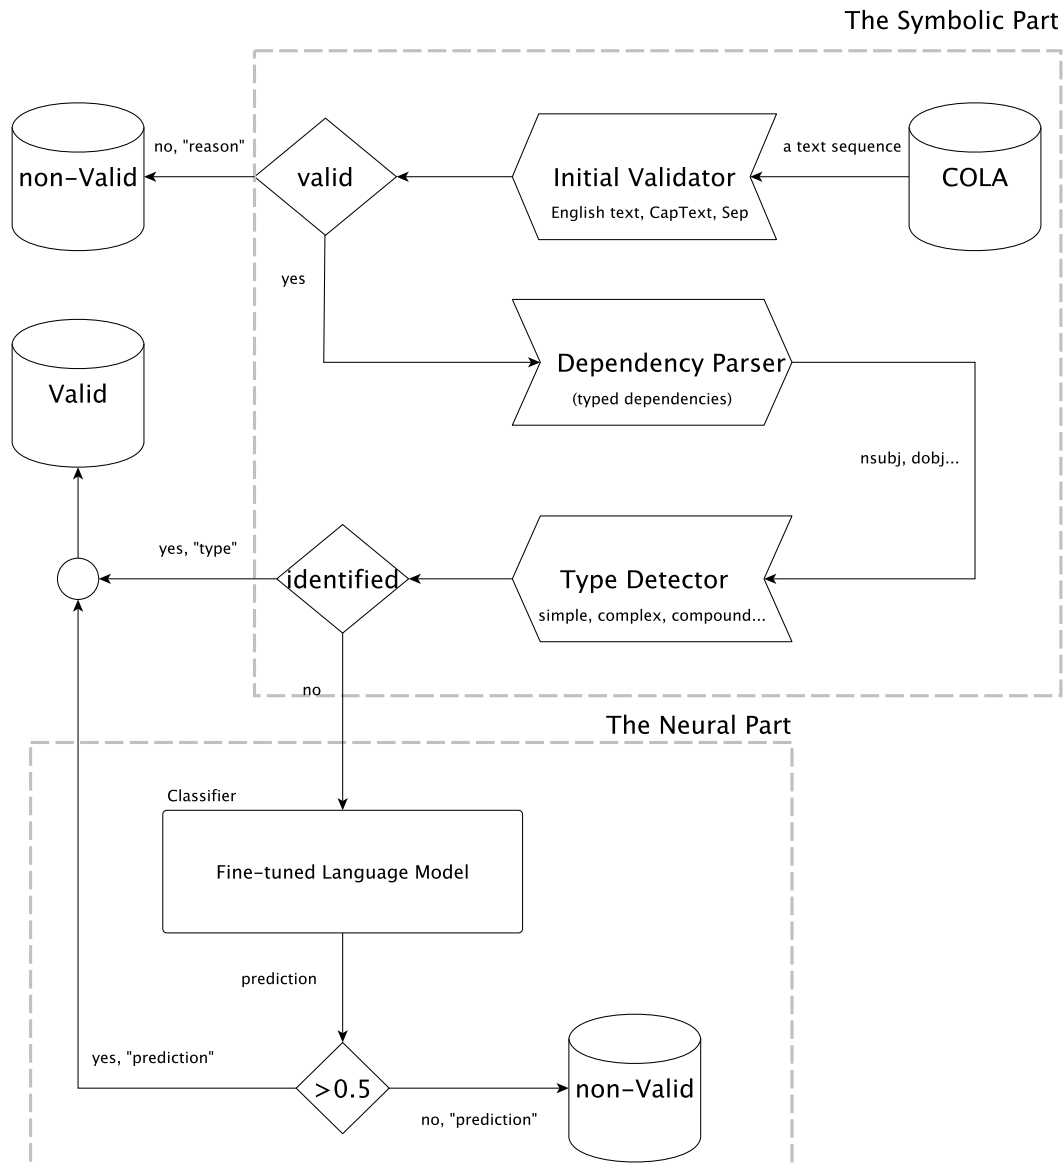 The Symbolic Part
no, "reason"
a text sequence
non-Valid
valid
Initial Validator
COLA
English text, CapText, Sep
yes
Dependency Parser
(typed dependencies)
Valid
nsubj, dobj...
yes, "type"
identified
Type Detector
simple, complex, compound...
no
The Neural Part
Classifier
Fine-tuned Language Model
prediction
yes, "prediction"
>0.5
non-Valid
no, "prediction"